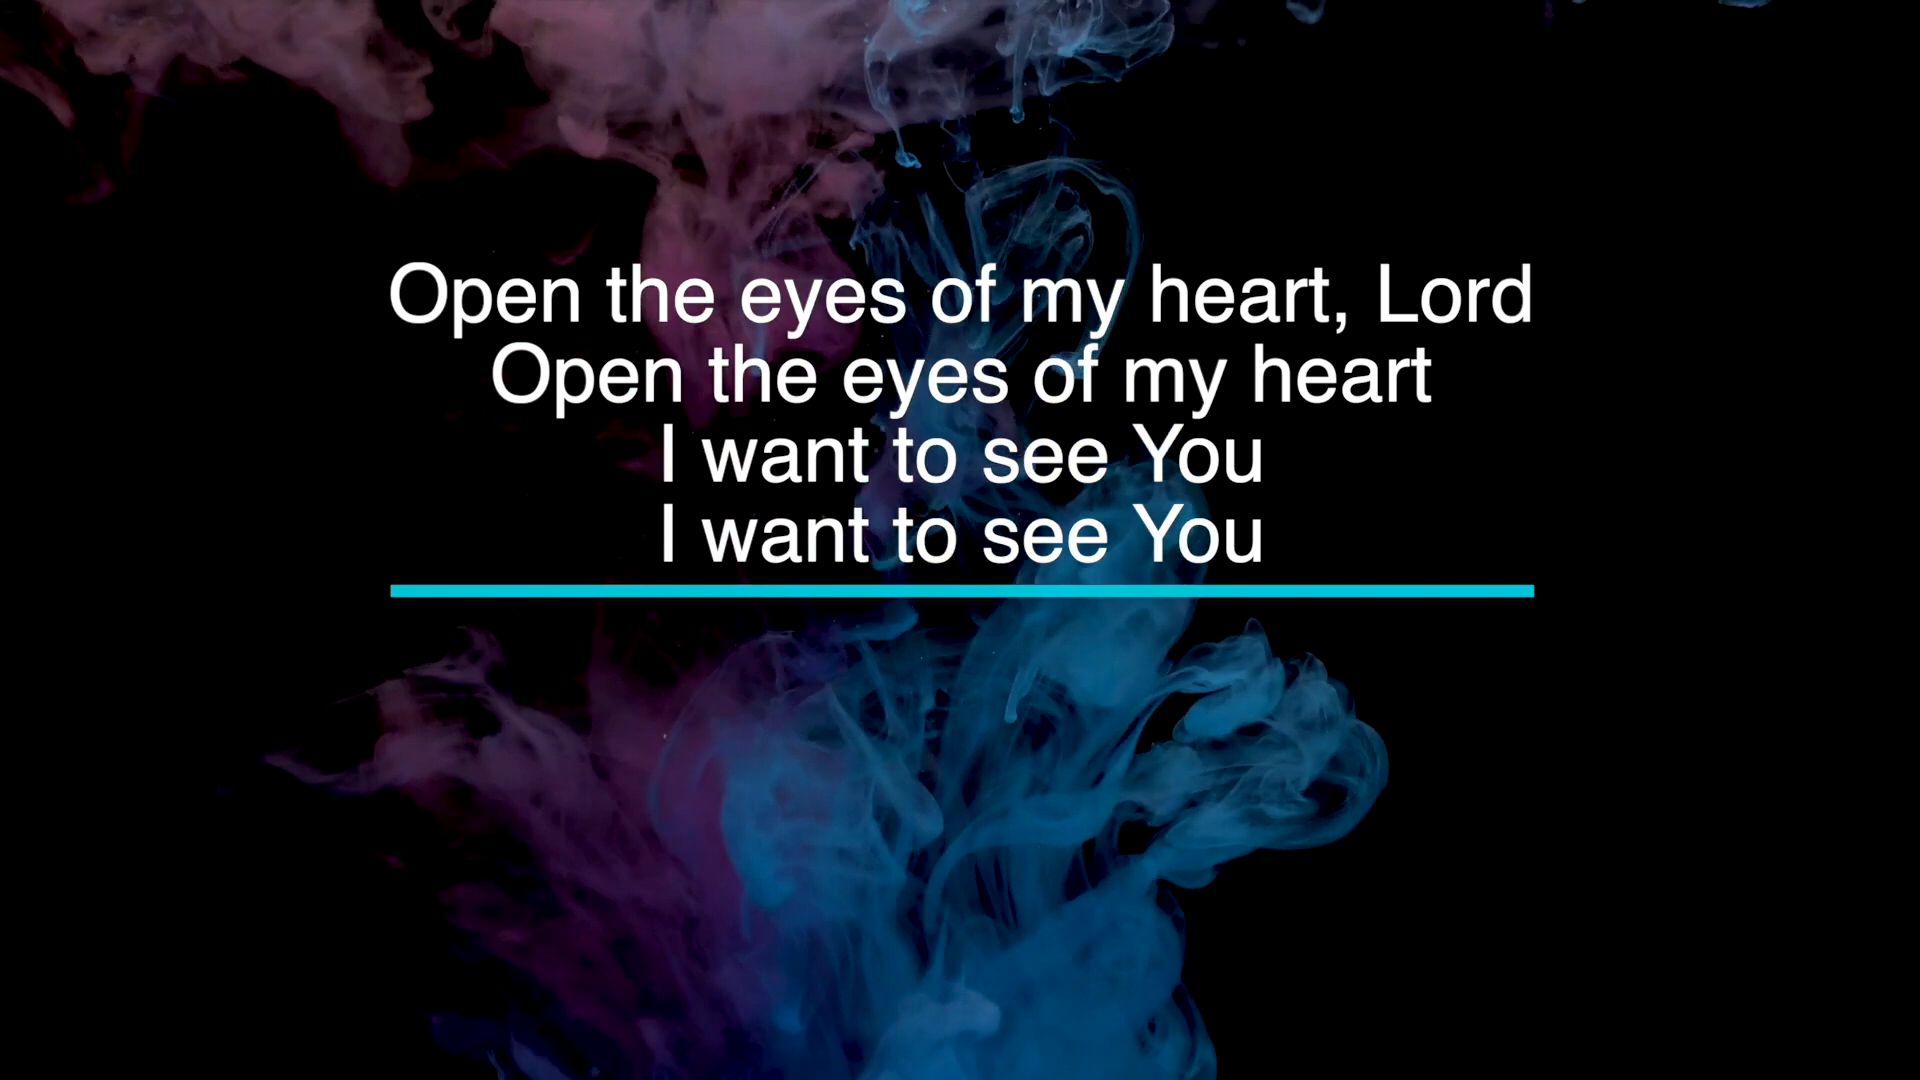 Open the eyes of my heart, Lord
Open the eyes of my heart
I want to see You
I want to see You